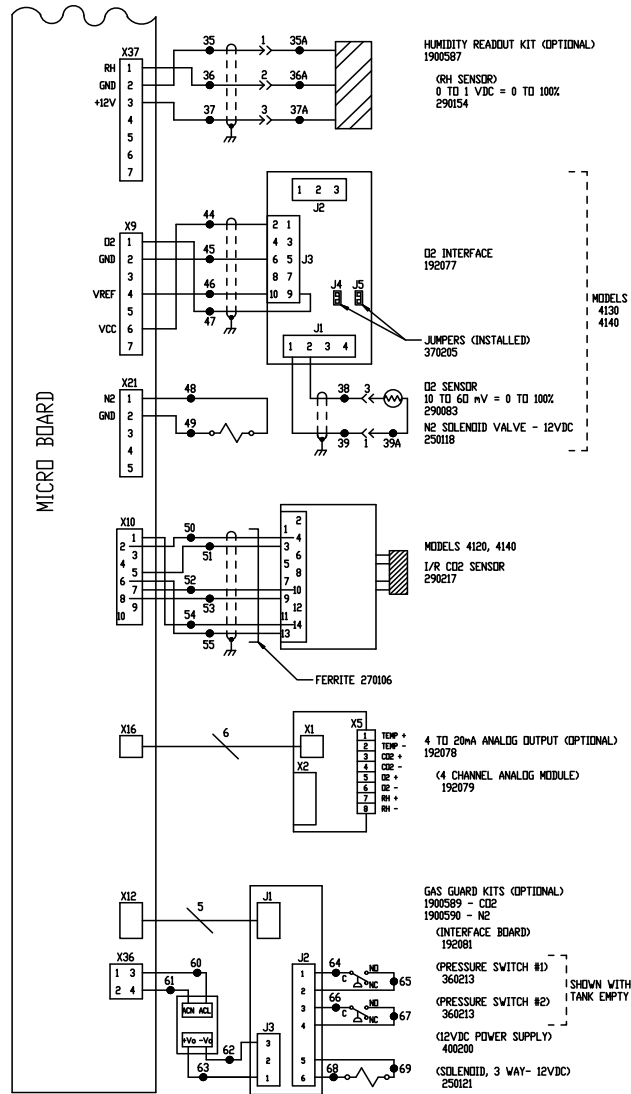 MICRO BOARD
X37
RH 1
GND 2
+12V 3
4
5
6
7
35 1 35A
36 2 36A
37 3 37A
HUMIDITY READOUT KIT (OPTIONAL)
1900587
(RH SENSOR)
0 TO 1 VDC = 0 TO 100%
290154
X9
O2 1
GND 2
3
VREF 4
5
VCC 6
7
44
45
46
47
1 2 3
J2
2 1
4 3
6 5
8 7
10 9
J3
J4 J5
J1
1 2 3 4
O2 INTERFACE
192077
JUMPERS (INSTALLED)
370205
MODELS
4130
4140
X21
N2 1
GND 2
3
4
5
48
49
38 3
39 1 39A
O2 SENSOR
10 TO 60 mV = 0 TO 100%
290083
N2 SOLENOID VALVE - 12VDC
250118
X10
1
2
3
4
5
6
7
8
9
10
50
51
52
53
54
55
2
1
4
3
6
5
8
7
10
9
12
11
14
13
MODELS 4120, 4140
I/R CO2 SENSOR
290217
FERRITE 270106
X16
6
X1
X2
X5
1 TEMP +
2 TEMP -
3 CO2 +
4 CO2 -
5 O2 +
6 O2 -
7 RH +
8 RH -
4 TO 20mA ANALOG OUTPUT (OPTIONAL)
192078
(4 CHANNEL ANALOG MODULE)
192079
X12
5
J1
X36
1 3
2 4
60
61
ACN ACL
+Vo -Vo
62
63
J3
3
2
1
J2
1
2
3
4
5
6
64
C NO
NC
65
66
C NO
NC
67
68
69
GAS GUARD KITS (OPTIONAL)
1900589 - CO2
1900590 - N2
(INTERFACE BOARD)
192081
(PRESSURE SWITCH #1)
360213
(PRESSURE SWITCH #2)
360213
SHOWN WITH
TANK EMPTY
(12VDC POWER SUPPLY)
400200
(SOLENOID, 3 WAY- 12VDC)
250121